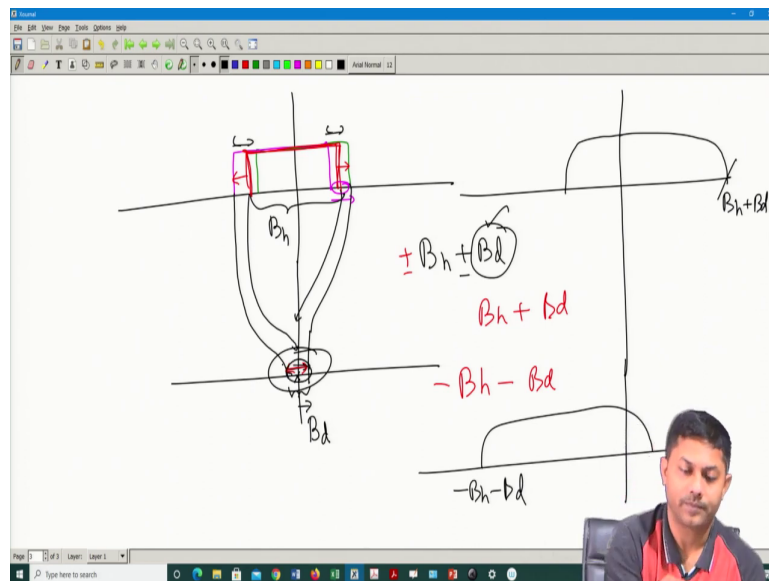 Xournal
File Edit View Page Tools Options Help
Arial Normal 12
Bh
± Bh ± Bd
Bh+Bd
Bh + Bd
- Bh - Bd
Bd
-Bh-Bd
Page 3 of 3 Layer: Layer 1
Type here to search